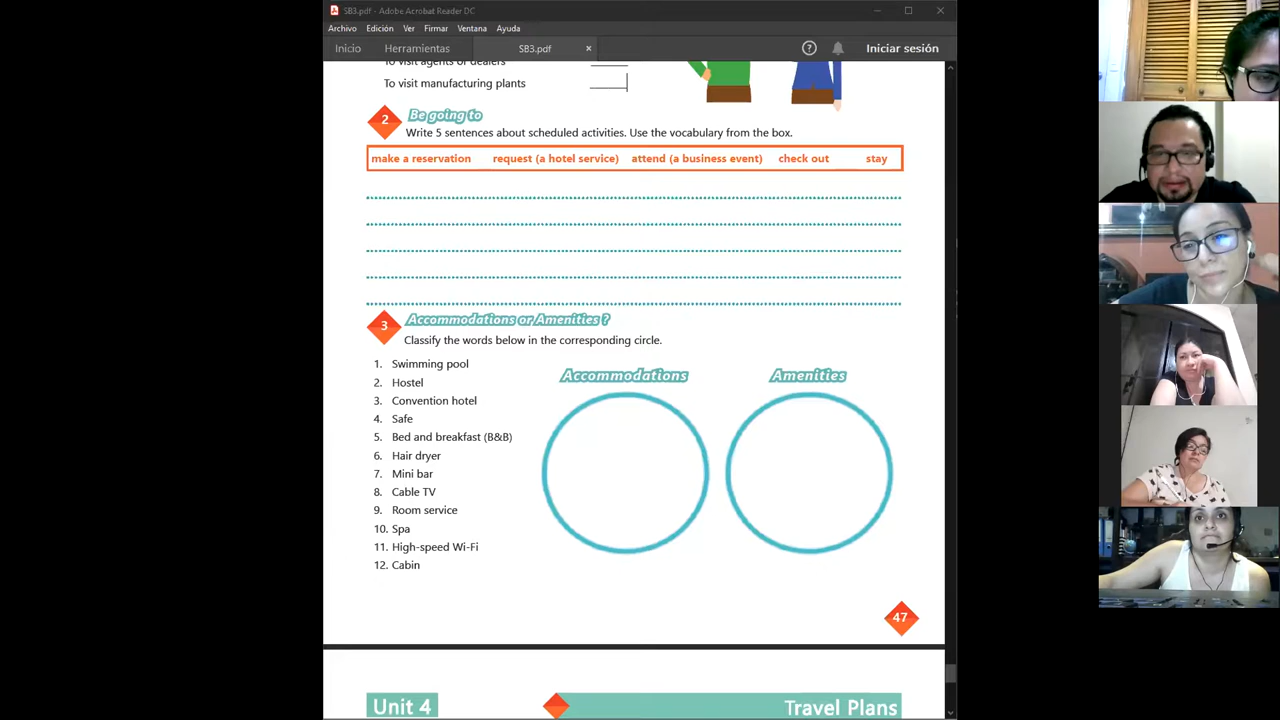 SB3.pdf - Adobe Acrobat Reader DC
Archivo Edición Ver Firmar Ventana Ayuda
Inicio Herramientas SB3.pdf × ? Iniciar sesión
To visit agents or dealers
To visit manufacturing plants
2 Be going to
Write 5 sentences about scheduled activities. Use the vocabulary from the box.
make a reservation request (a hotel service) attend (a business event) check out stay
3 Accommodations or Amenities ?
Classify the words below in the corresponding circle.
1. Swimming pool
2. Hostel
3. Convention hotel
4. Safe
5. Bed and breakfast (B&B)
6. Hair dryer
7. Mini bar
8. Cable TV
9. Room service
10. Spa
11. High-speed Wi-Fi
12. Cabin
Accommodations Amenities
47
Unit 4 Travel Plans